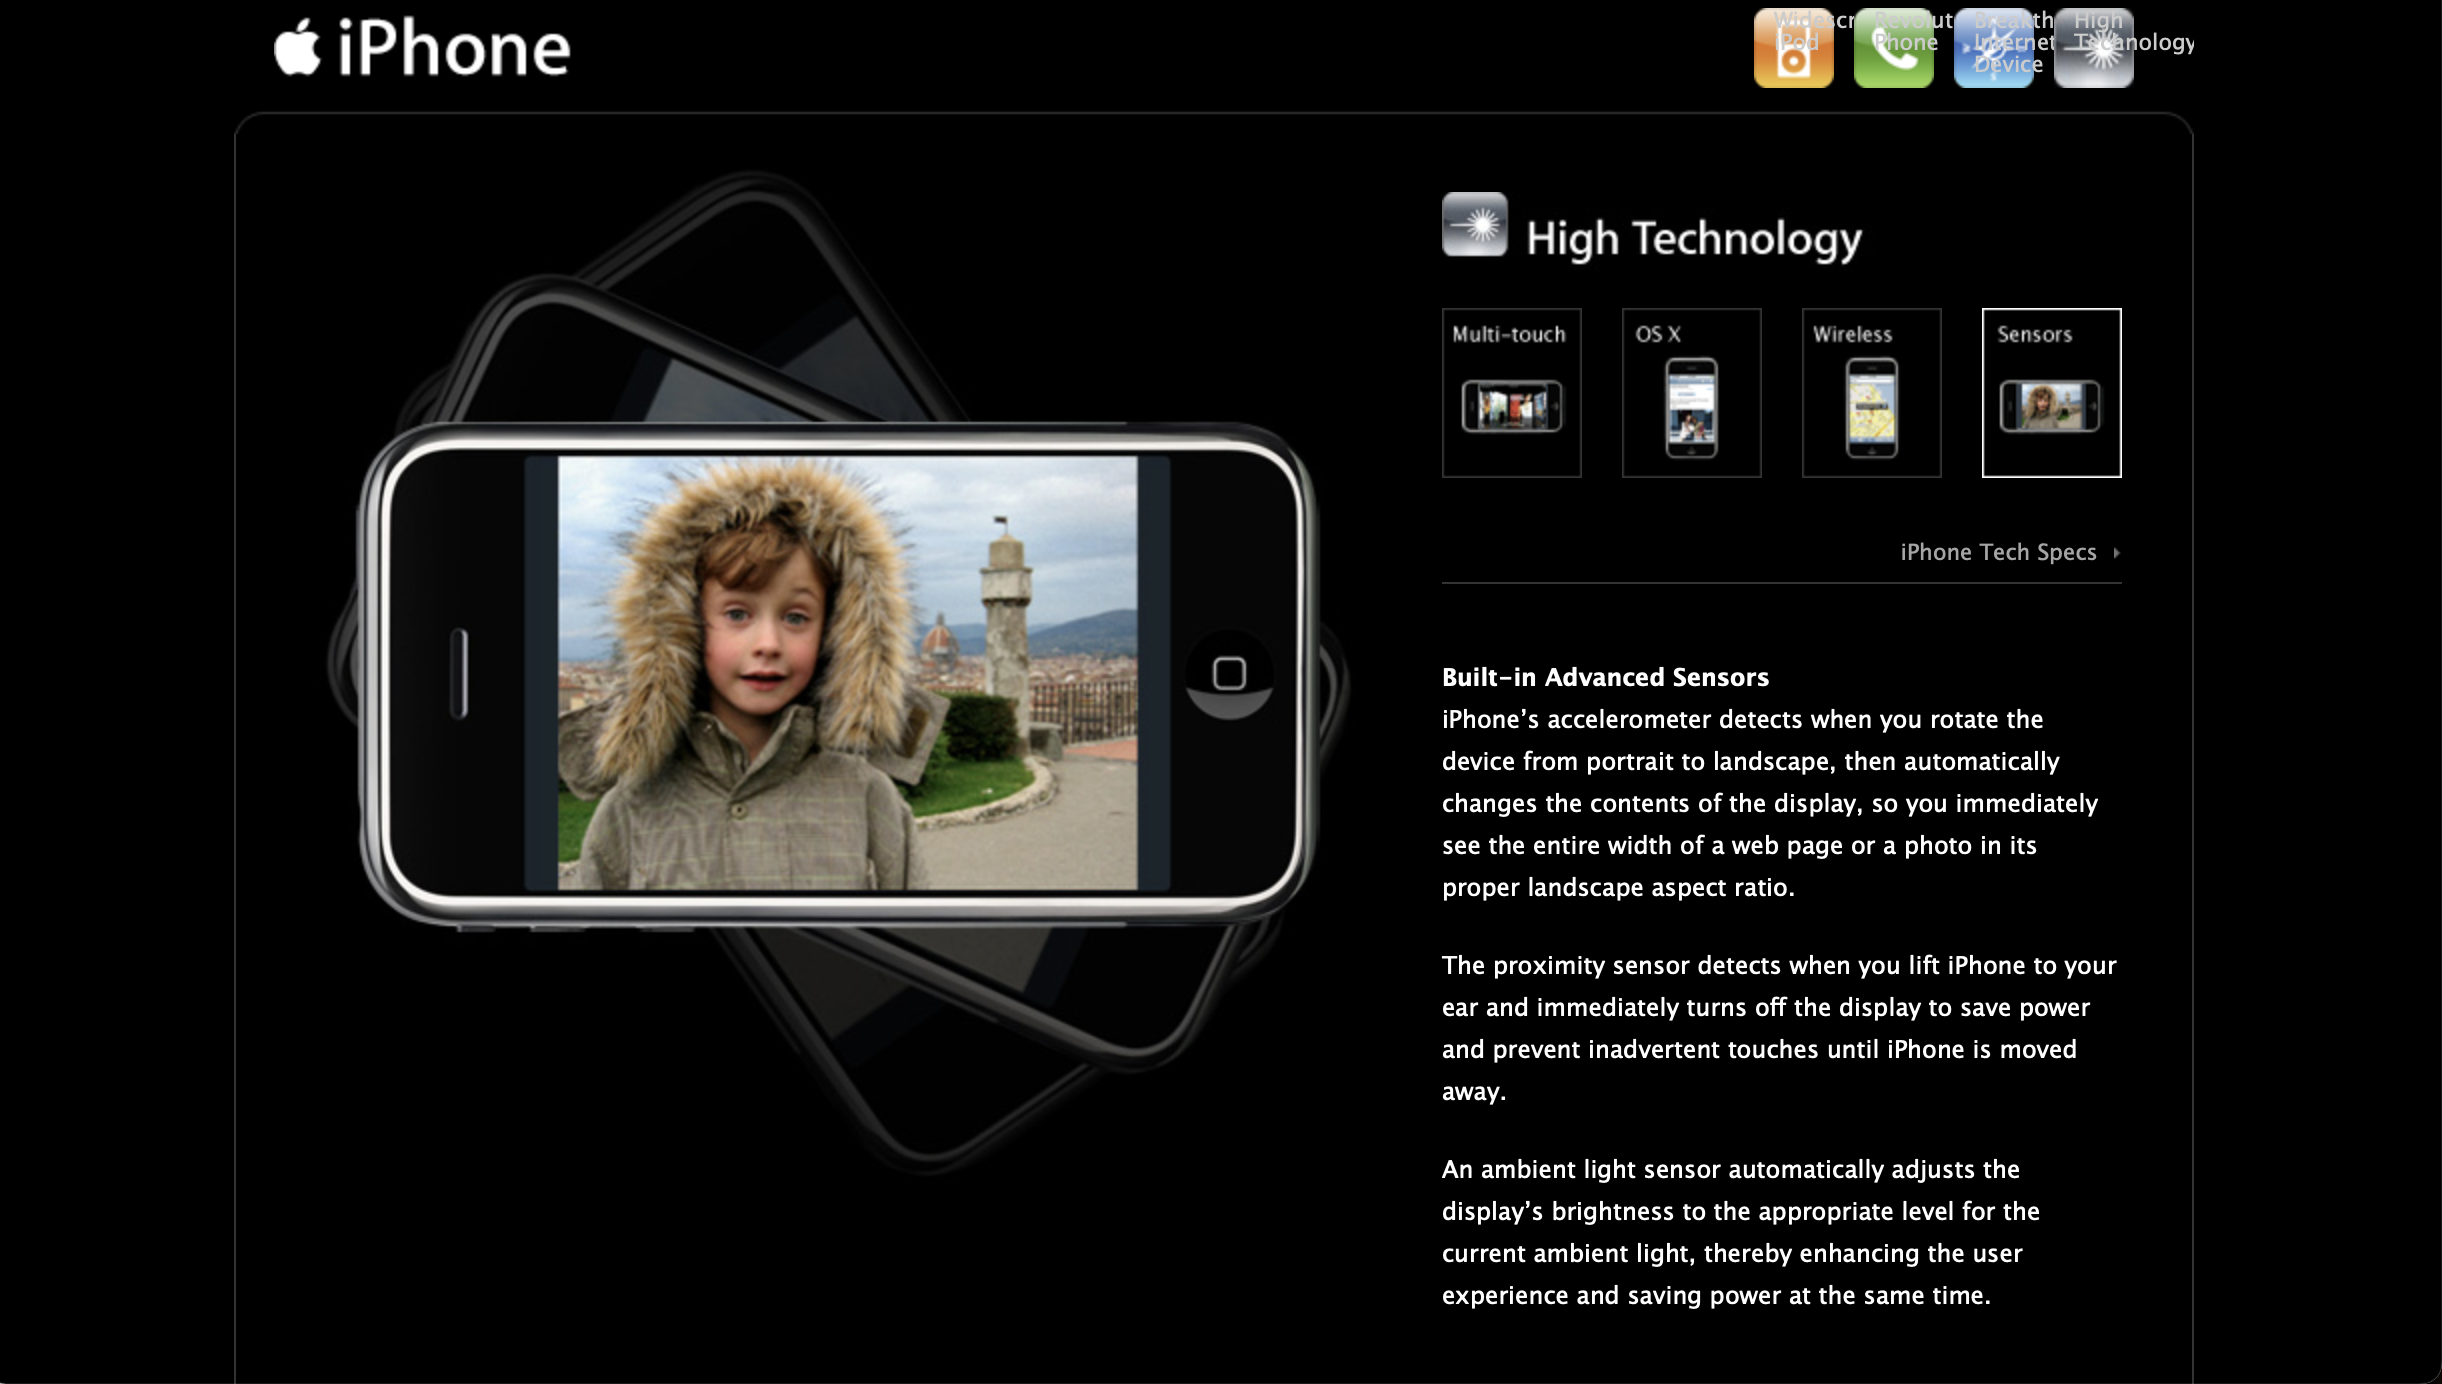 iPhone
Widescr
iPod
Revolut
Phone
Breakth
Internet
Device
High
Technology
High Technology
Multi-touch
OS X
Wireless
Sensors
iPhone Tech Specs
Built-in Advanced Sensors
iPhone’s accelerometer detects when you rotate the
device from portrait to landscape, then automatically
changes the contents of the display, so you immediately
see the entire width of a web page or a photo in its
proper landscape aspect ratio.
The proximity sensor detects when you lift iPhone to your
ear and immediately turns off the display to save power
and prevent inadvertent touches until iPhone is moved
away.
An ambient light sensor automatically adjusts the
display’s brightness to the appropriate level for the
current ambient light, thereby enhancing the user
experience and saving power at the same time.